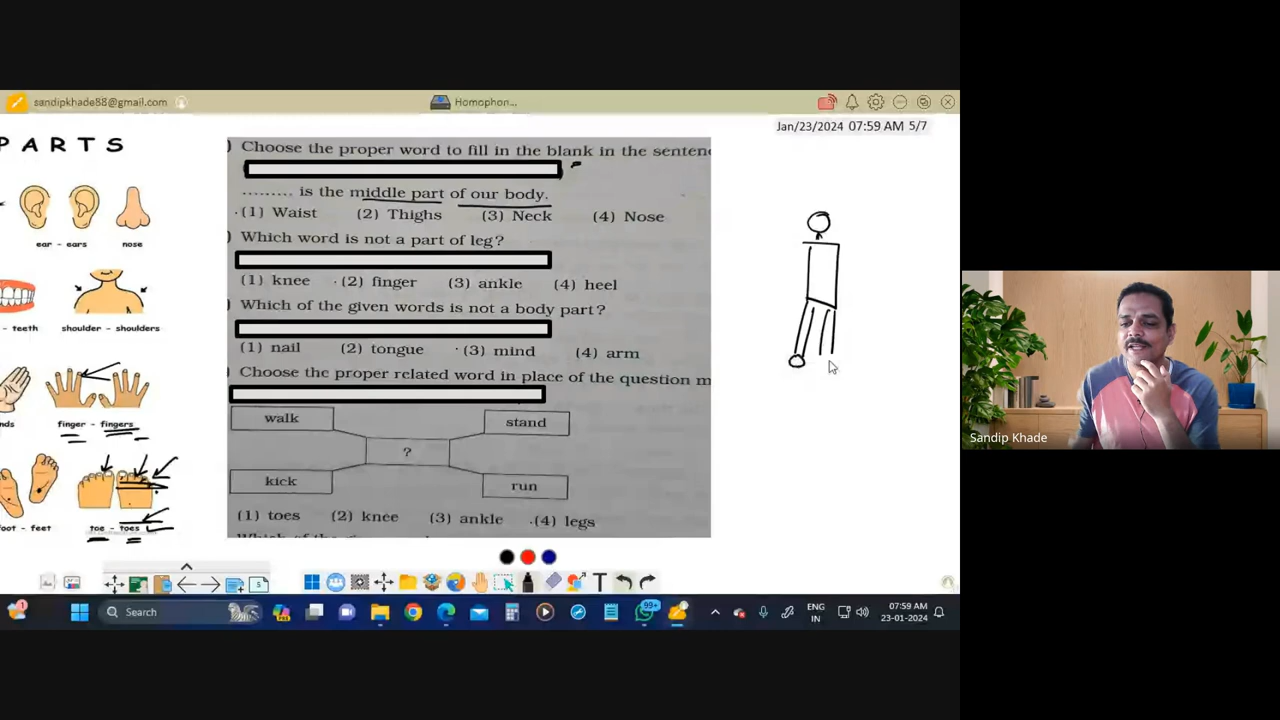 sandipkhade88@gmail.com
Homophon...
Jan/23/2024 07:59 AM 5/7
PARTS
ear - ears
nose
- teeth
shoulder - shoulders
finger - fingers
foot - feet
toe - toes
) Choose the proper word to fill in the blank in the senten
......... is the middle part of our body.
(1) Waist (2) Thighs (3) Neck (4) Nose
) Which word is not a part of leg?
(1) knee (2) finger (3) ankle (4) heel
) Which of the given words is not a body part?
(1) nail (2) tongue (3) mind (4) arm
) Choose the proper related word in place of the question m
walk
stand
?
kick
run
(1) toes (2) knee (3) ankle (4) legs
Sandip Khade
5
T
Search
PRE
99+
ENG
IN
07:59 AM
23-01-2024
1